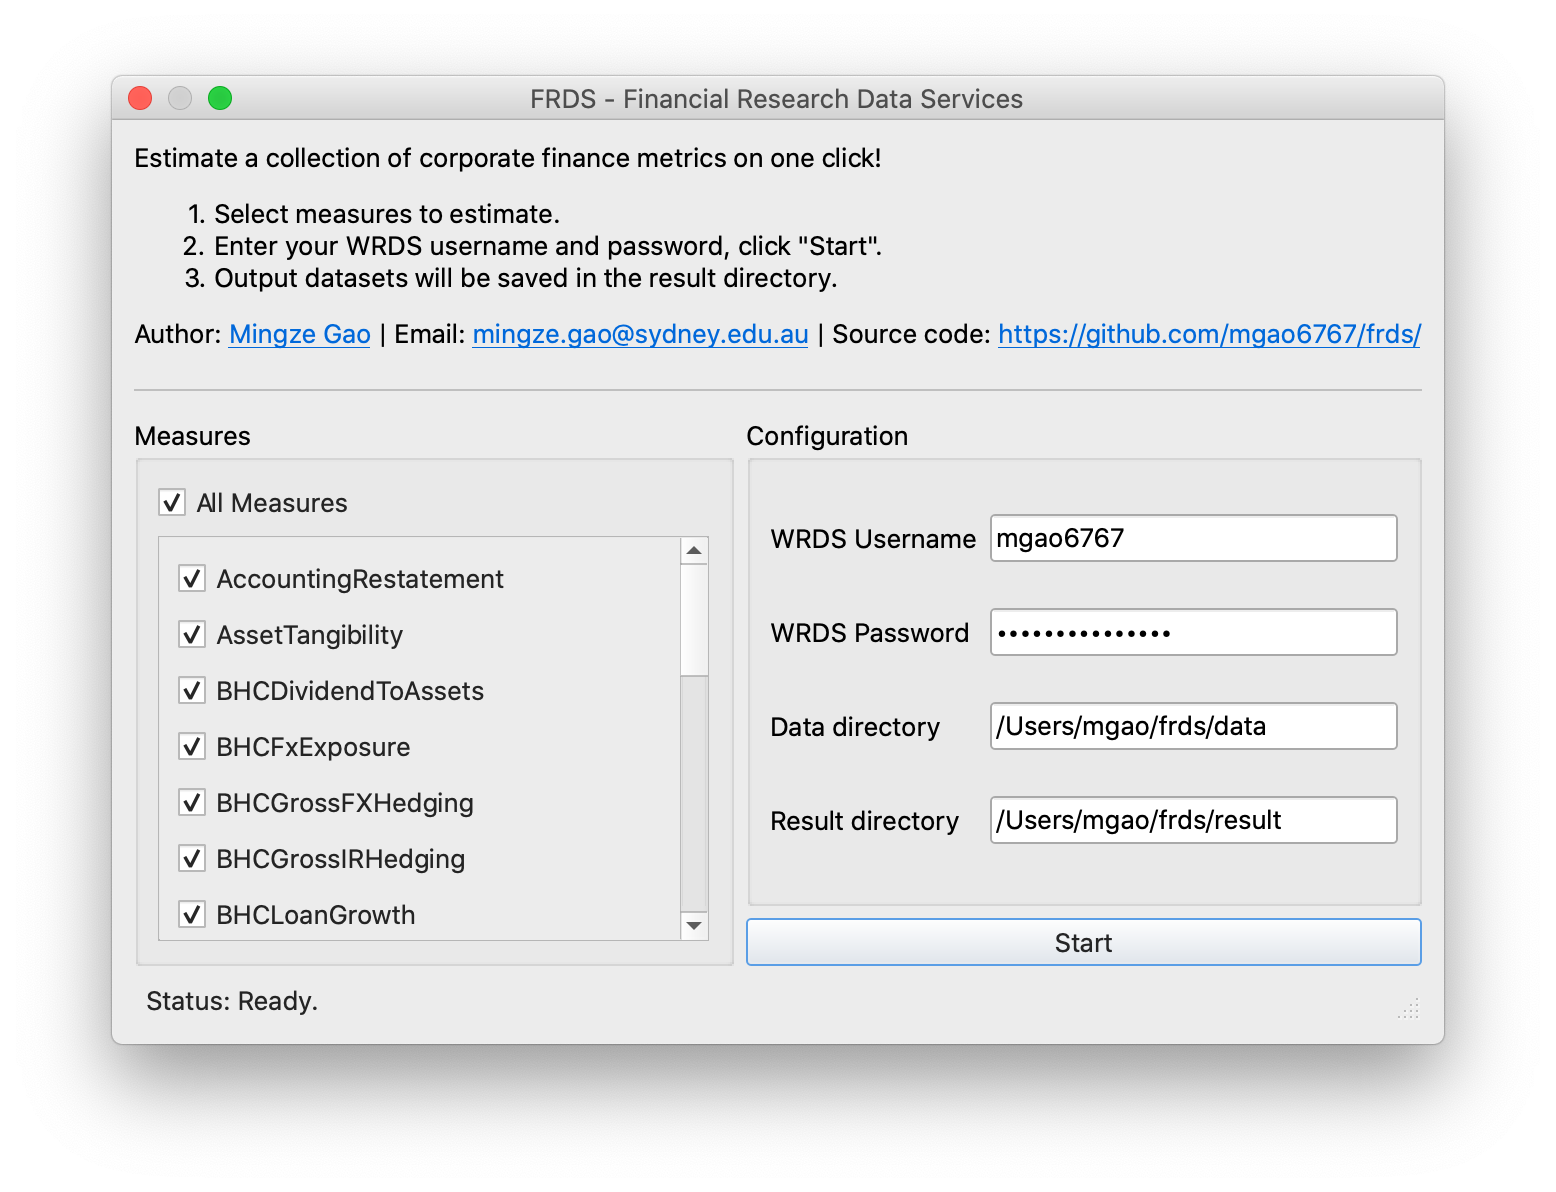 FRDS - Financial Research Data Services
Estimate a collection of corporate finance metrics on one click!
1. Select measures to estimate.
2. Enter your WRDS username and password, click "Start".
3. Output datasets will be saved in the result directory.
Author: Mingze Gao | Email: mingze.gao@sydney.edu.au | Source code: https://github.com/mgao6767/frds/
Measures
All Measures
AccountingRestatement
AssetTangibility
BHCDividendToAssets
BHCFxExposure
BHCGrossFXHedging
BHCGrossIRHedging
BHCLoanGrowth
Configuration
WRDS Username mgao6767
WRDS Password •••••••••••••••
Data directory /Users/mgao/frds/data
Result directory /Users/mgao/frds/result
Start
Status: Ready.